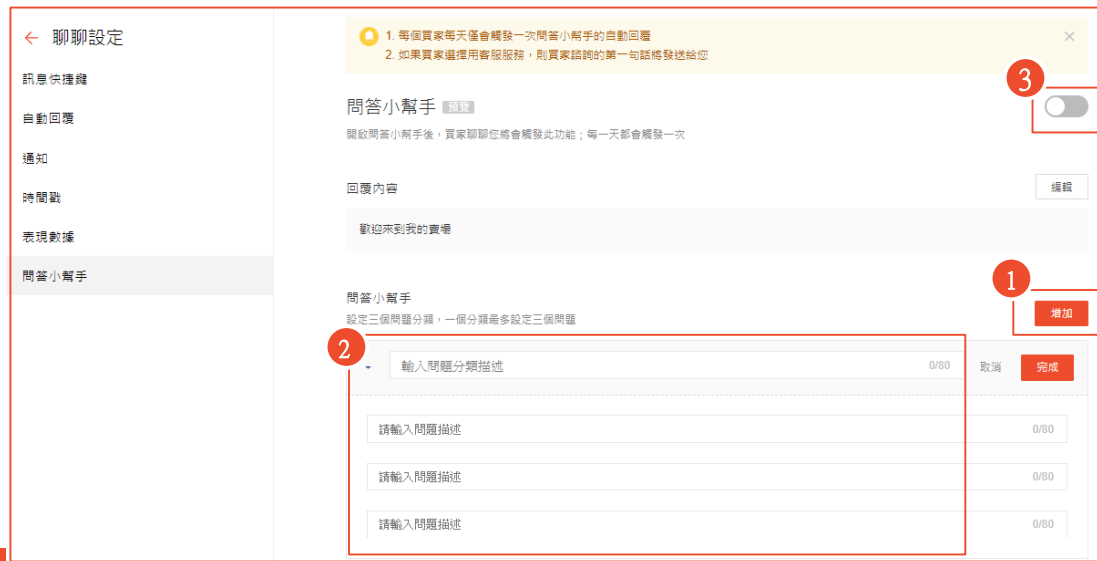 ← 聊聊設定
訊息快捷鍵
自動回覆
通知
時間戳
表現數據
問答小幫手
1. 每個買家每天僅會觸發一次問答小幫手的自動回覆
2. 如果買家選擇用客服服務，則買家諮詢的第一句話將發送給您
3
問答小幫手 預覽
開啟問答小幫手後，買家聊聊您將會觸發此功能；每一天都會觸發一次
回覆內容
編輯
歡迎來到我的賣場
1
問答小幫手
設定三個問題分類，一個分類最多設定三個問題
增加
2
輸入問題分類描述 0/80 取消 完成
請輸入問題描述 0/80
請輸入問題描述 0/80
請輸入問題描述 0/80